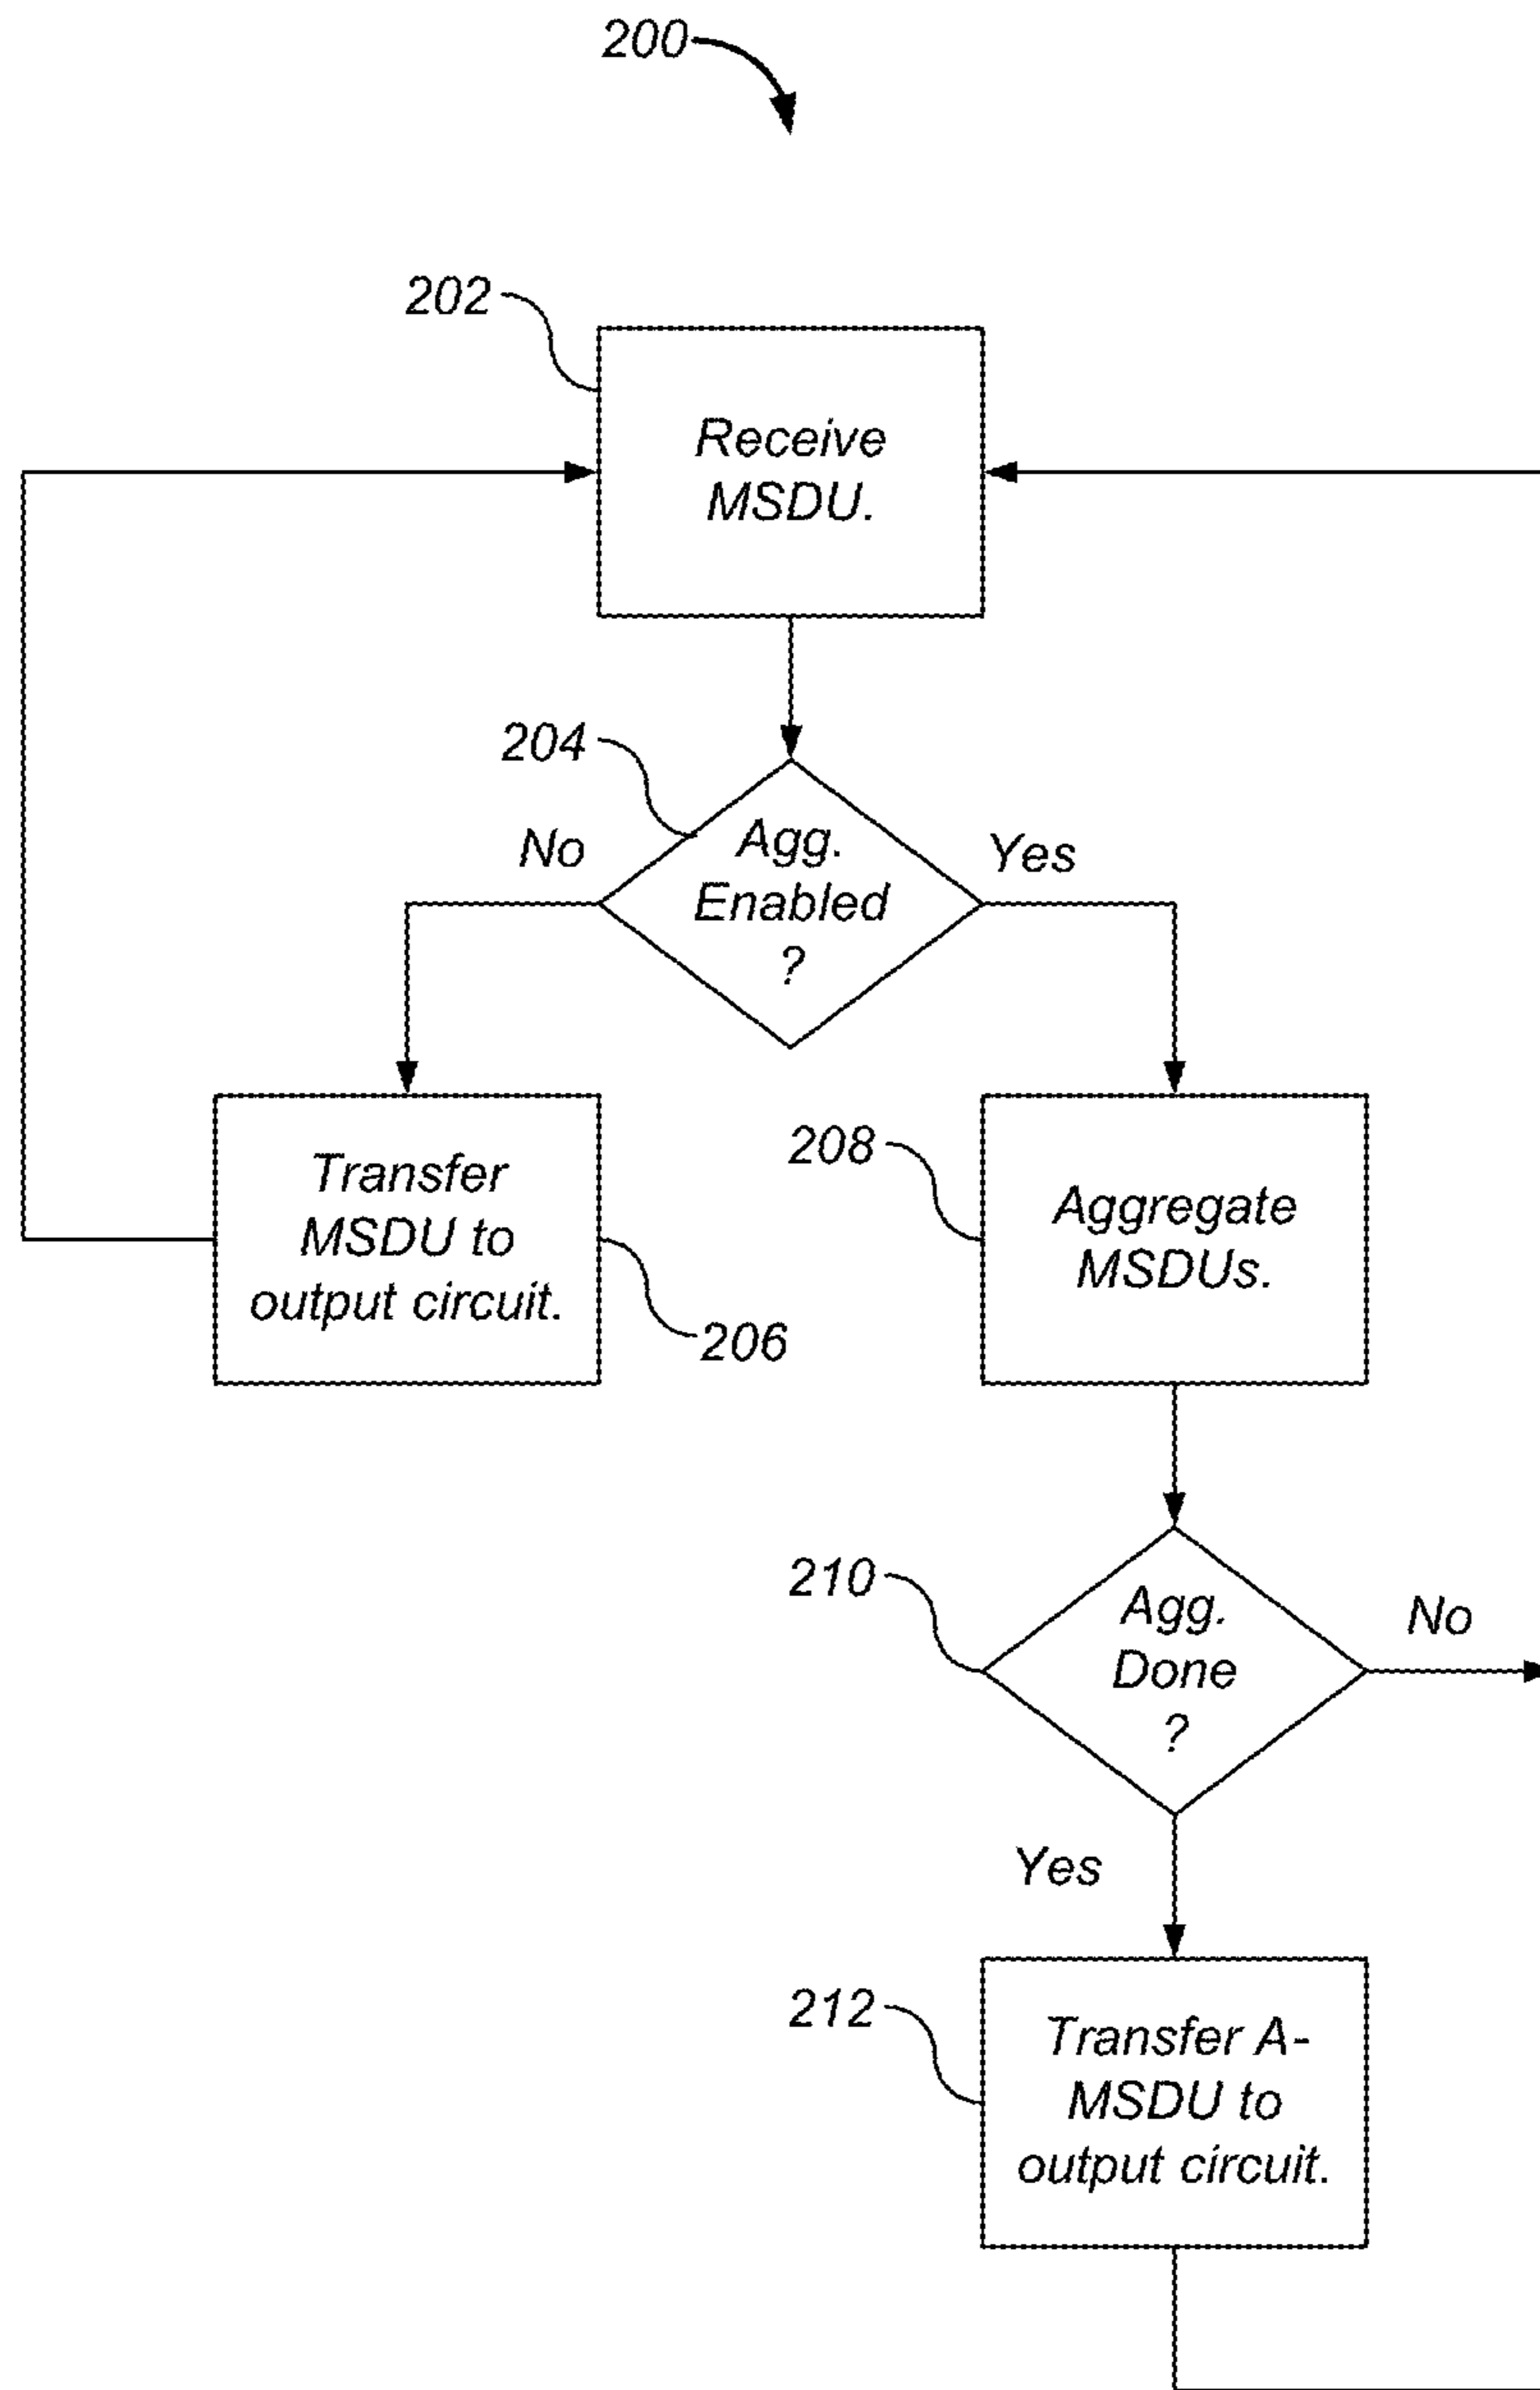 200
202
Receive
MSDU.
204
No
Agg.
Enabled
?
Yes
Transfer
MSDU to
output circuit.
206
208
Aggregate
MSDUs.
210
Agg.
Done
?
No
Yes
212
Transfer A-
MSDU to
output circuit.